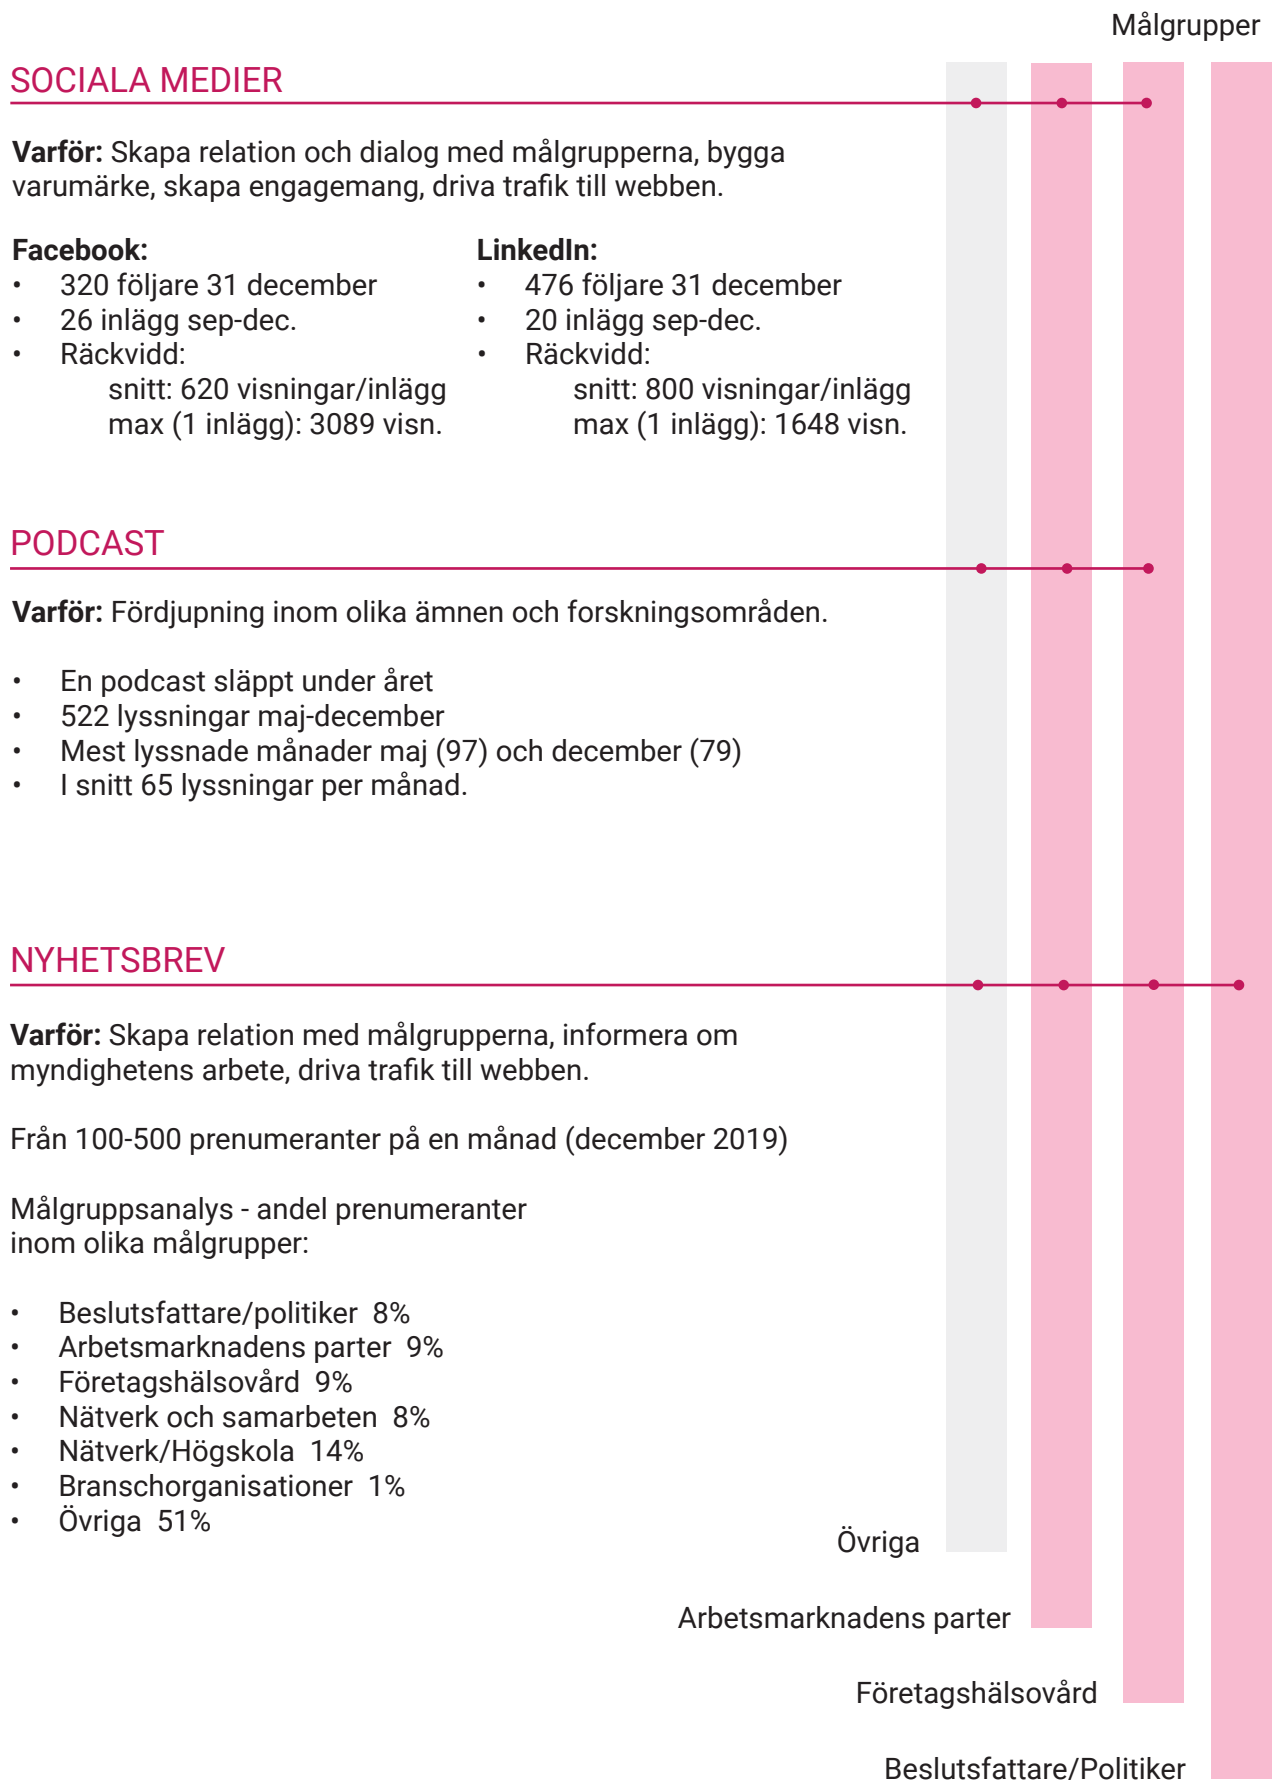 Målgrupper
SOCIALA MEDIER
Varför: Skapa relation och dialog med målgrupperna, bygga
varumärke, skapa engagemang, driva trafik till webben.
Facebook:
• 320 följare 31 december
• 26 inlägg sep-dec.
• Räckvidd:
snitt: 620 visningar/inlägg
max (1 inlägg): 3089 visn.
LinkedIn:
• 476 följare 31 december
• 20 inlägg sep-dec.
• Räckvidd:
snitt: 800 visningar/inlägg
max (1 inlägg): 1648 visn.
PODCAST
Varför: Fördjupning inom olika ämnen och forskningsområden.
• En podcast släppt under året
• 522 lyssningar maj-december
• Mest lyssnade månader maj (97) och december (79)
• I snitt 65 lyssningar per månad.
NYHETSBREV
Varför: Skapa relation med målgrupperna, informera om
myndighetens arbete, driva trafik till webben.
Från 100-500 prenumeranter på en månad (december 2019)
Målgruppsanalys - andel prenumeranter
inom olika målgrupper:
• Beslutsfattare/politiker 8%
• Arbetsmarknadens parter 9%
• Företagshälsovård 9%
• Nätverk och samarbeten 8%
• Nätverk/Högskola 14%
• Branschorganisationer 1%
• Övriga 51%
Övriga
Arbetsmarknadens parter
Företagshälsovård
Beslutsfattare/Politiker